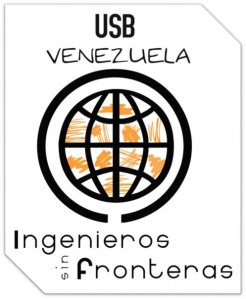 USB
VENEZUELA
Ingenieros
sin Fronteras